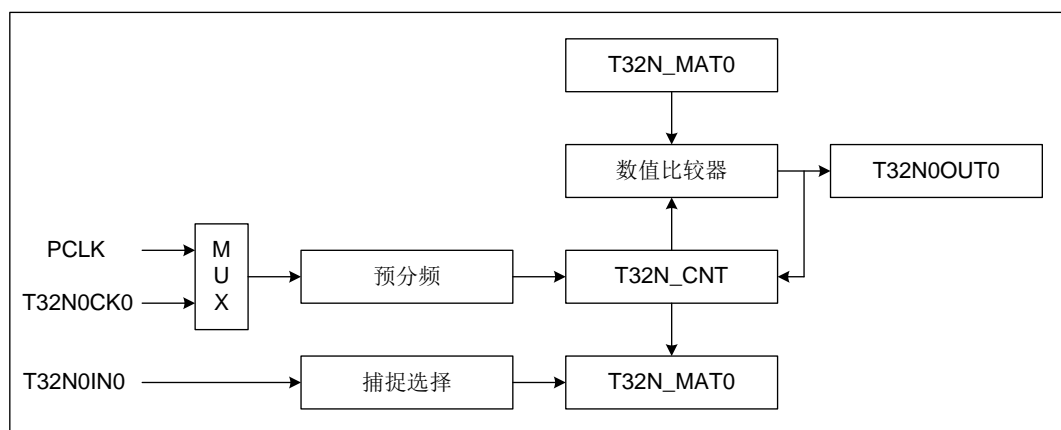 T32N_MAT0
数值比较器
T32N0OUT0
PCLK
M
U
X
预分频
T32N_CNT
T32N0CK0
T32N0IN0
捕捉选择
T32N_MAT0